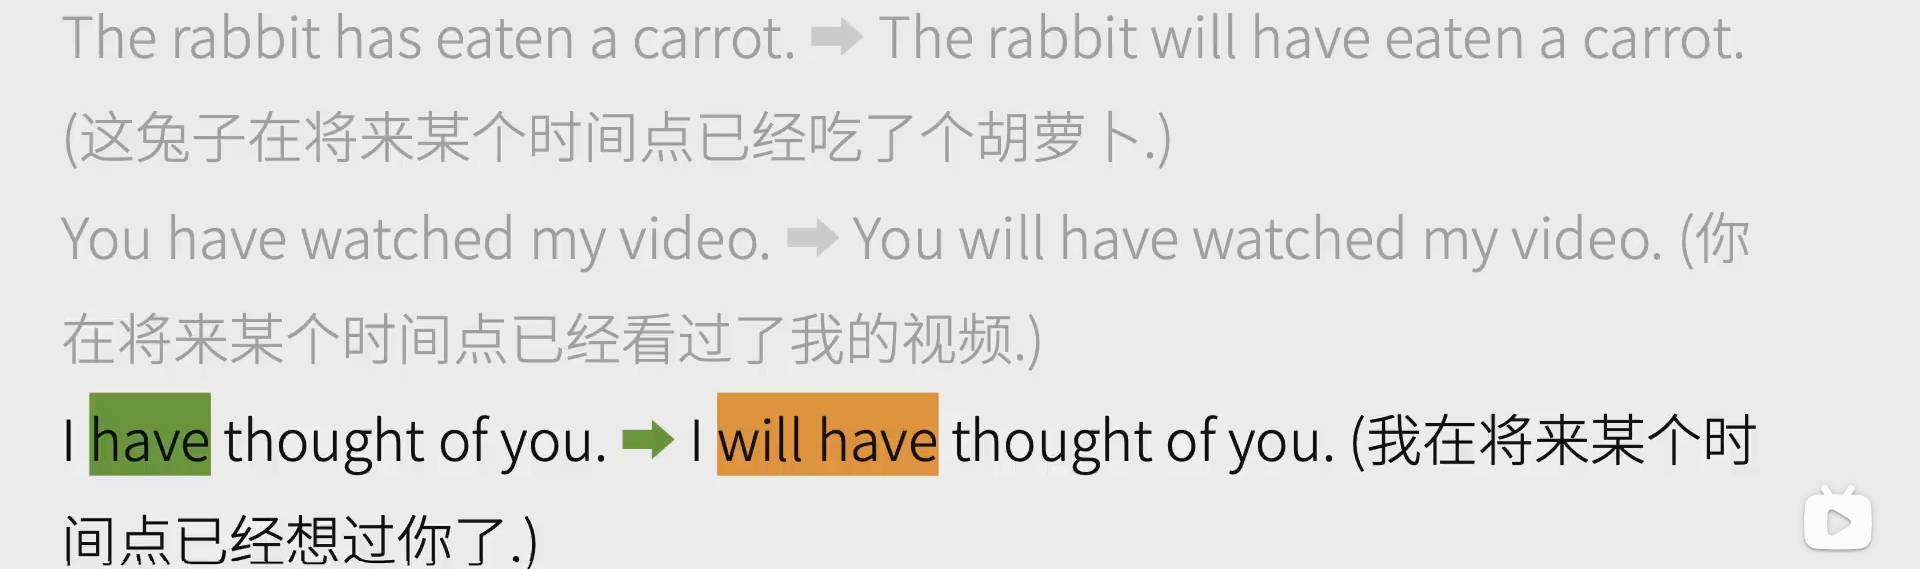 The rabbit has eaten a carrot. ➡ The rabbit will have eaten a carrot.
(这兔子在将来某个时间点已经吃了个胡萝卜.)
You have watched my video. ➡ You will have watched my video. (你
在将来某个时间点已经看过了我的视频.)
I have thought of you. ➡ I will have thought of you. (我在将来某个时
间点已经想过你了.)